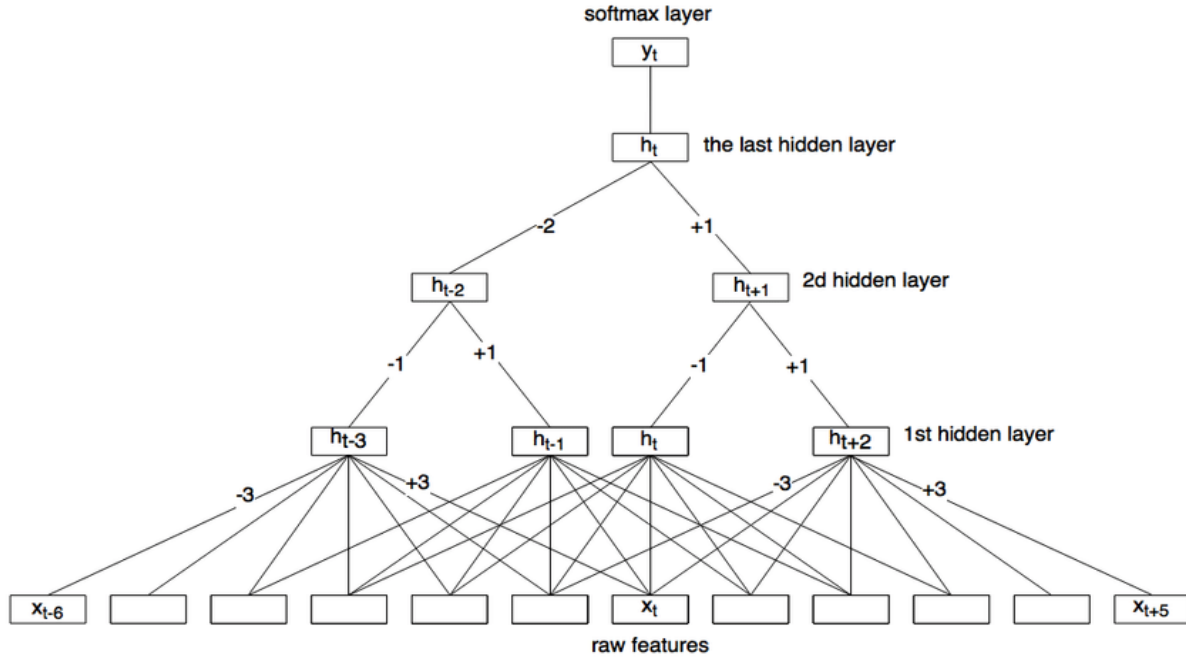 softmax layer
yt
ht the last hidden layer
-2 +1
ht-2 ht+1 2d hidden layer
-1 +1 -1 +1
ht-3 ht-1 ht ht+2 1st hidden layer
-3 +3 -3 +3
xt-6 xt xt+5
raw features